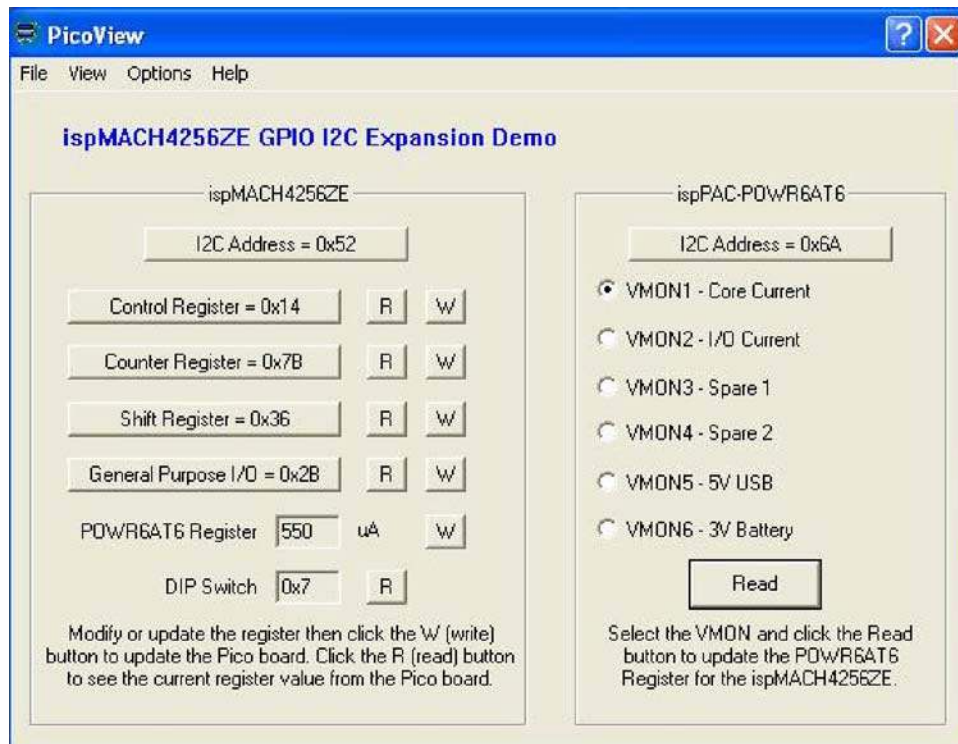 PicoView
File View Options Help
ispMACH4256ZE GPIO I2C Expansion Demo
ispMACH4256ZE
I2C Address = 0x52
Control Register = 0x14 R W
Counter Register = 0x7B R W
Shift Register = 0x36 R W
General Purpose I/O = 0x2B R W
POWR6AT6 Register 550 uA W
DIP Switch 0x7 R
Modify or update the register then click the W (write)
button to update the Pico board. Click the R (read) button
to see the current register value from the Pico board.
ispPAC-POWR6AT6
I2C Address = 0x6A
VMON1 - Core Current
VMON2 - I/O Current
VMON3 - Spare 1
VMON4 - Spare 2
VMON5 - 5V USB
VMON6 - 3V Battery
Read
Select the VMON and click the Read
button to update the POWR6AT6
Register for the ispMACH4256ZE.